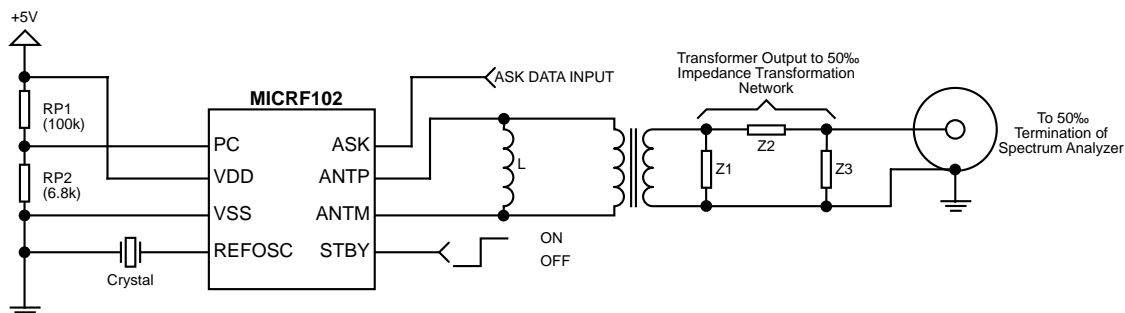 +5V
Transformer Output to 50‰
Impedance Transformation
Network
ASK DATA INPUT
MICRF102
RP1
(100k)
To 50‰
Termination of
Spectrum Analyzer
PC
ASK
L
Z1
Z2
Z3
RP2
(6.8k)
VDD
ANTP
VSS
ANTM
REFOSC
STBY
ON
OFF
Crystal